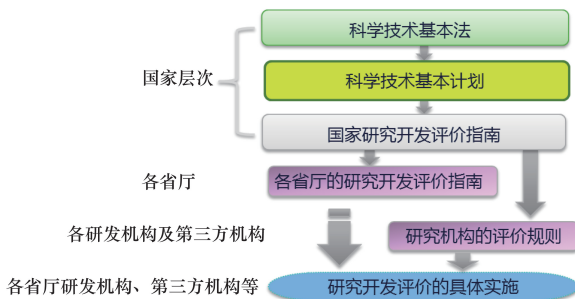 科学技术基本法
国家层次
科学技术基本计划
国家研究开发评价指南
各省厅
各省厅的研究开发评价指南
各研发机构及第三方机构
研究机构的评价规则
各省厅研发机构、第三方机构等
研究开发评价的具体实施